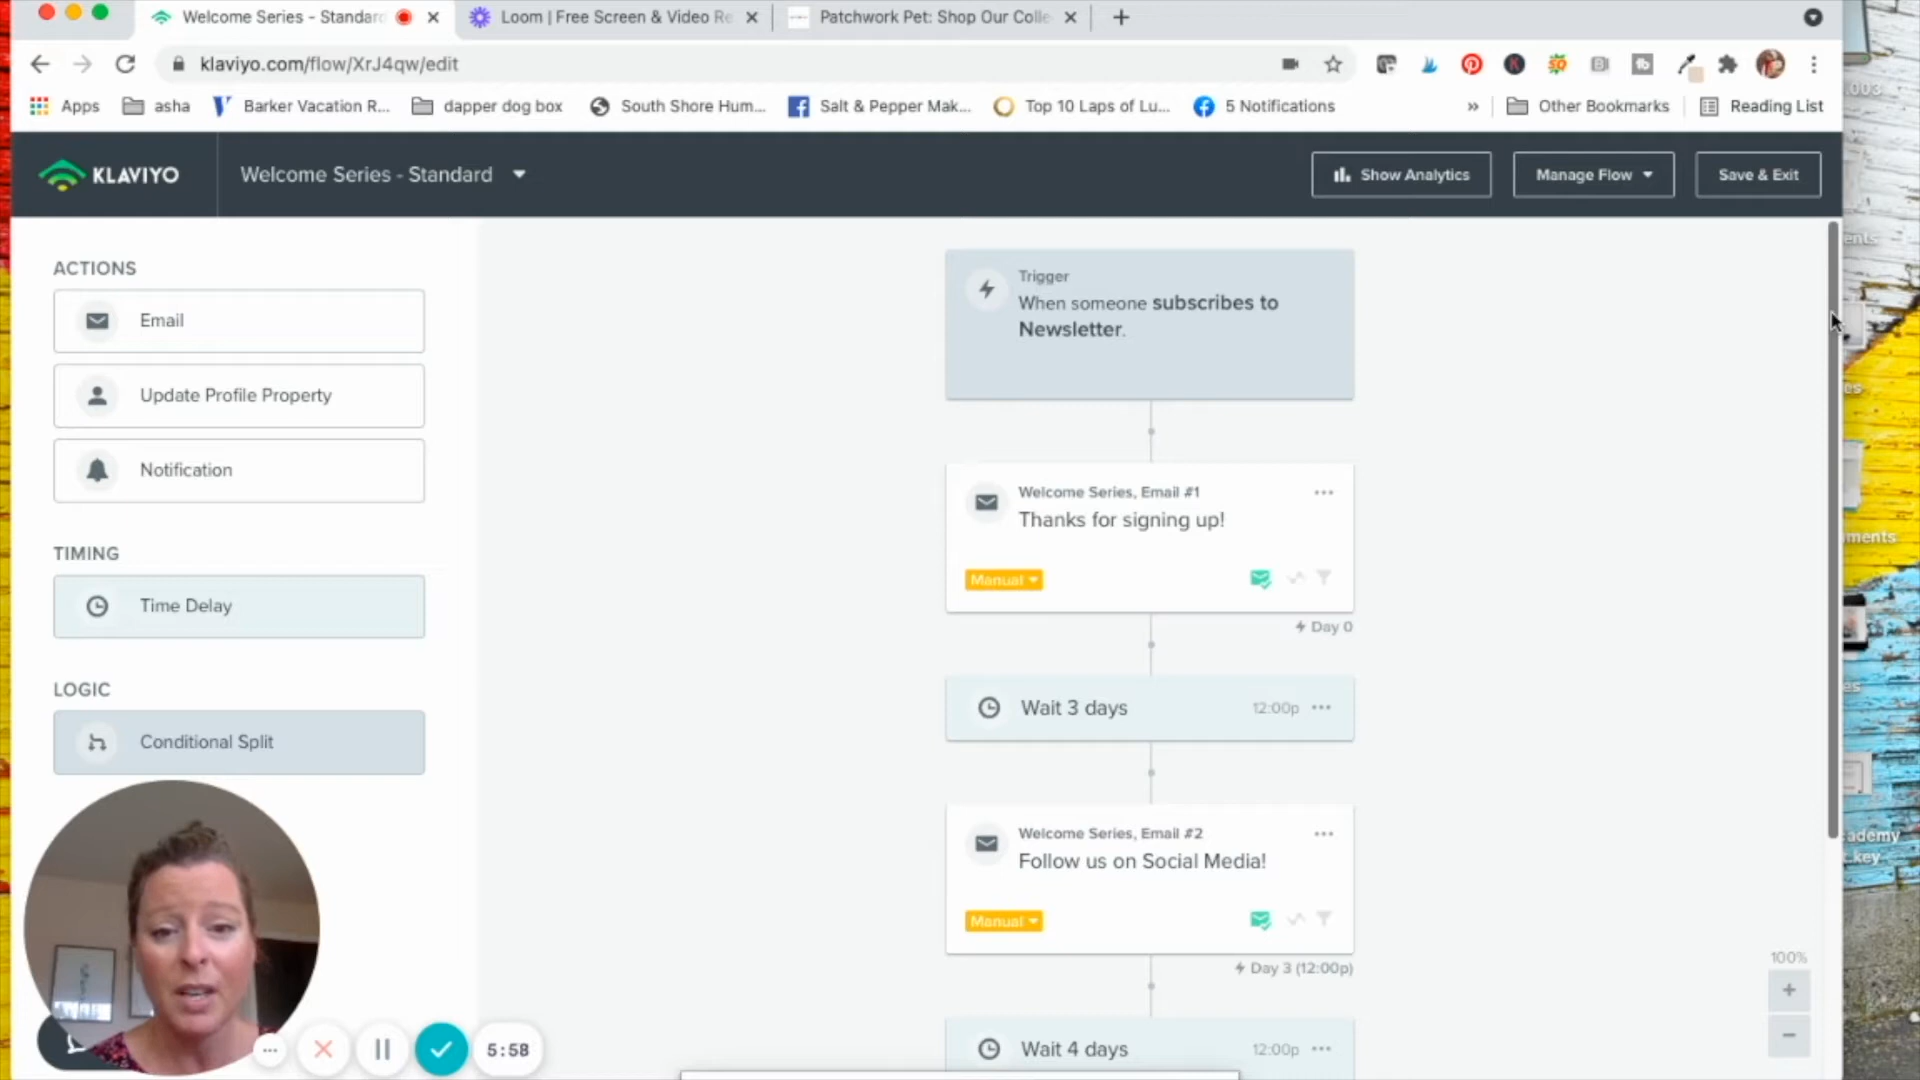 Welcome Series - Standard
Loom | Free Screen & Video Re
Patchwork Pet: Shop Our Colle
klaviyo.com/flow/XrJ4qw/edit
Apps
asha
Barker Vacation R...
dapper dog box
South Shore Hum...
Salt & Pepper Mak...
Top 10 Laps of Lu...
5 Notifications
»
Other Bookmarks
Reading List
KLAVIYO
Welcome Series - Standard
Show Analytics
Manage Flow
Save & Exit
ACTIONS
Email
Update Profile Property
Notification
TIMING
Time Delay
LOGIC
Conditional Split
Trigger
When someone subscribes to
Newsletter.
Welcome Series, Email #1
Thanks for signing up!
Manual
Day 0
Wait 3 days
12:00p
Welcome Series, Email #2
Follow us on Social Media!
Manual
Day 3 (12:00p)
Wait 4 days
12:00p
100%
+
−
5:58